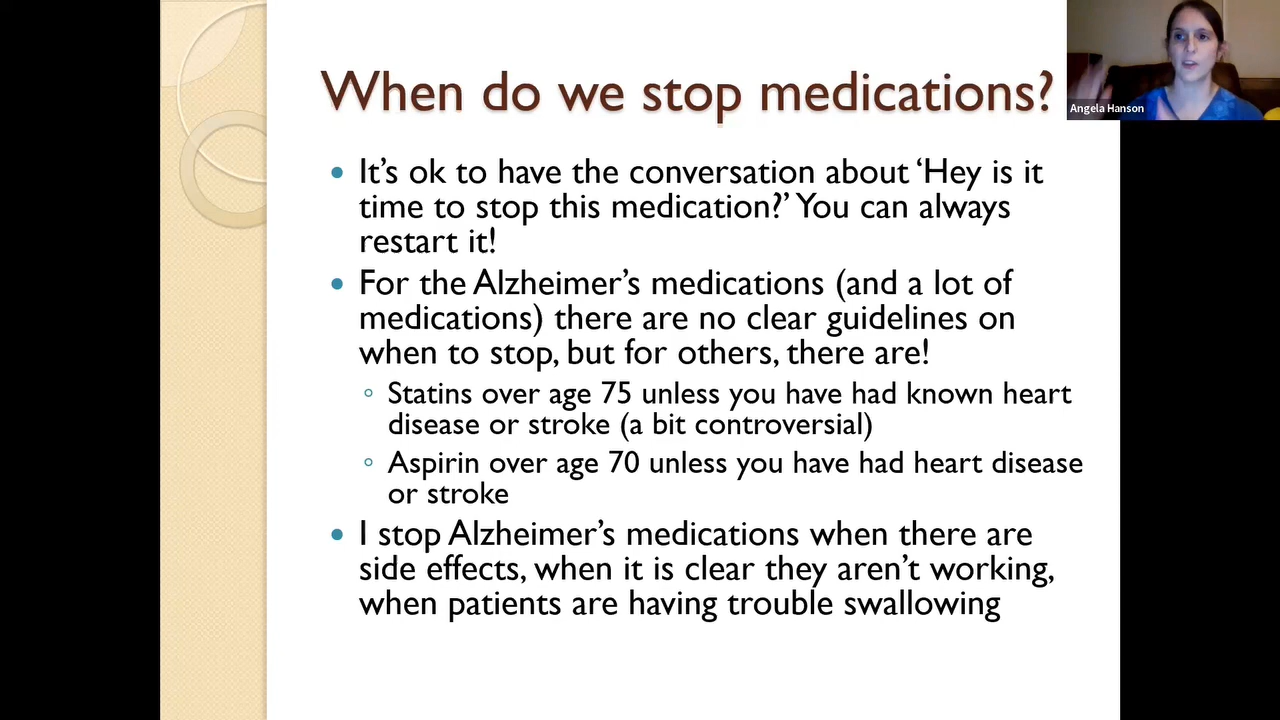 When do we stop medications?
Angela Hanson
• It’s ok to have the conversation about ‘Hey is it
time to stop this medication?’ You can always
restart it!
• For the Alzheimer’s medications (and a lot of
medications) there are no clear guidelines on
when to stop, but for others, there are!
◦ Statins over age 75 unless you have had known heart
disease or stroke (a bit controversial)
◦ Aspirin over age 70 unless you have had heart disease
or stroke
• I stop Alzheimer’s medications when there are
side effects, when it is clear they aren’t working,
when patients are having trouble swallowing